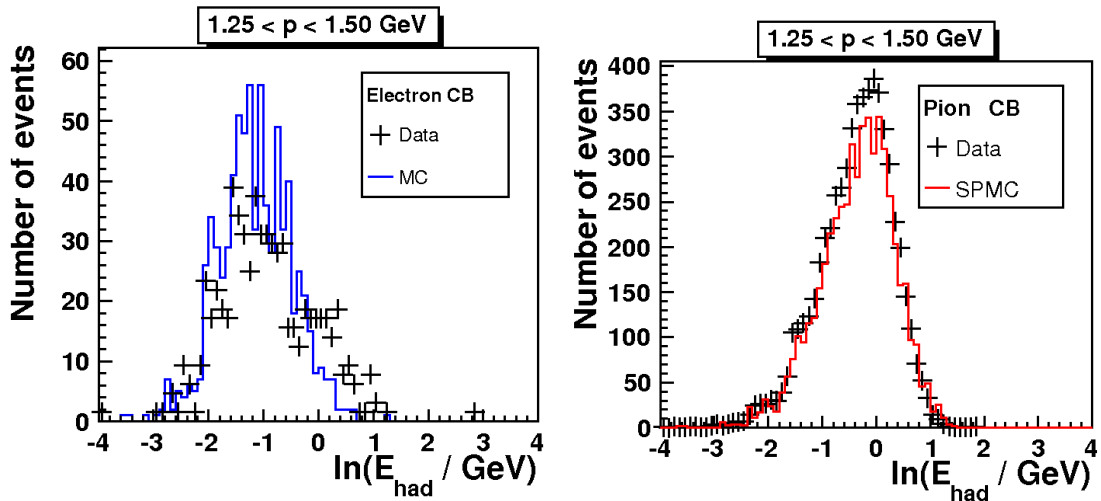 1.25 < p < 1.50 GeV
Number of events
60
50
40
30
20
10
0
Electron CB
Data
MC
-4 -3 -2 -1 0 1 2 3 4
ln(E_had / GeV)
1.25 < p < 1.50 GeV
Number of events
400
350
300
250
200
150
100
50
0
Pion CB
Data
SPMC
-4 -3 -2 -1 0 1 2 3 4
ln(E_had / GeV)